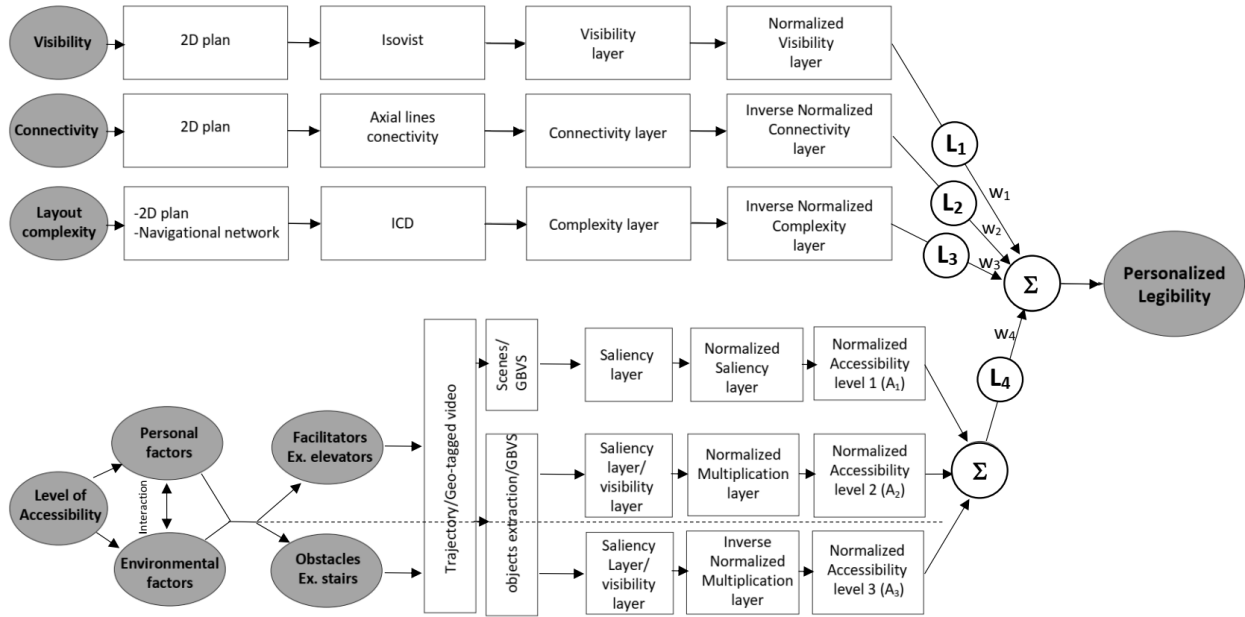 Visibility
2D plan
Isovist
Visibility
layer
Normalized
Visibility
layer
Connectivity
2D plan
Axial lines
conectivity
Connectivity layer
Inverse Normalized
Connectivity
layer
Layout
complexity
-2D plan
-Navigational network
ICD
Complexity layer
Inverse Normalized
Complexity
layer
L₁
L₂
L₃
w₁
w₂
w₃
Σ
Personalized
Legibility
w₄
L₄
Level of
Accessibility
Personal
factors
Interaction
Environmental
factors
Facilitators
Ex. elevators
Obstacles
Ex. stairs
Trajectory/Geo-tagged video
Scenes/
GBVS
Saliency
layer
Normalized
Saliency
layer
Normalized
Accessibility
level 1 (A₁)
objects extraction/GBVS
Saliency
layer/
visibility
layer
Normalized
Multiplication
layer
Normalized
Accessibility
level 2 (A₂)
Saliency
Layer/
visibility
layer
Inverse
Normalized
Multiplication
layer
Normalized
Accessibility
level 3 (A₃)
Σ